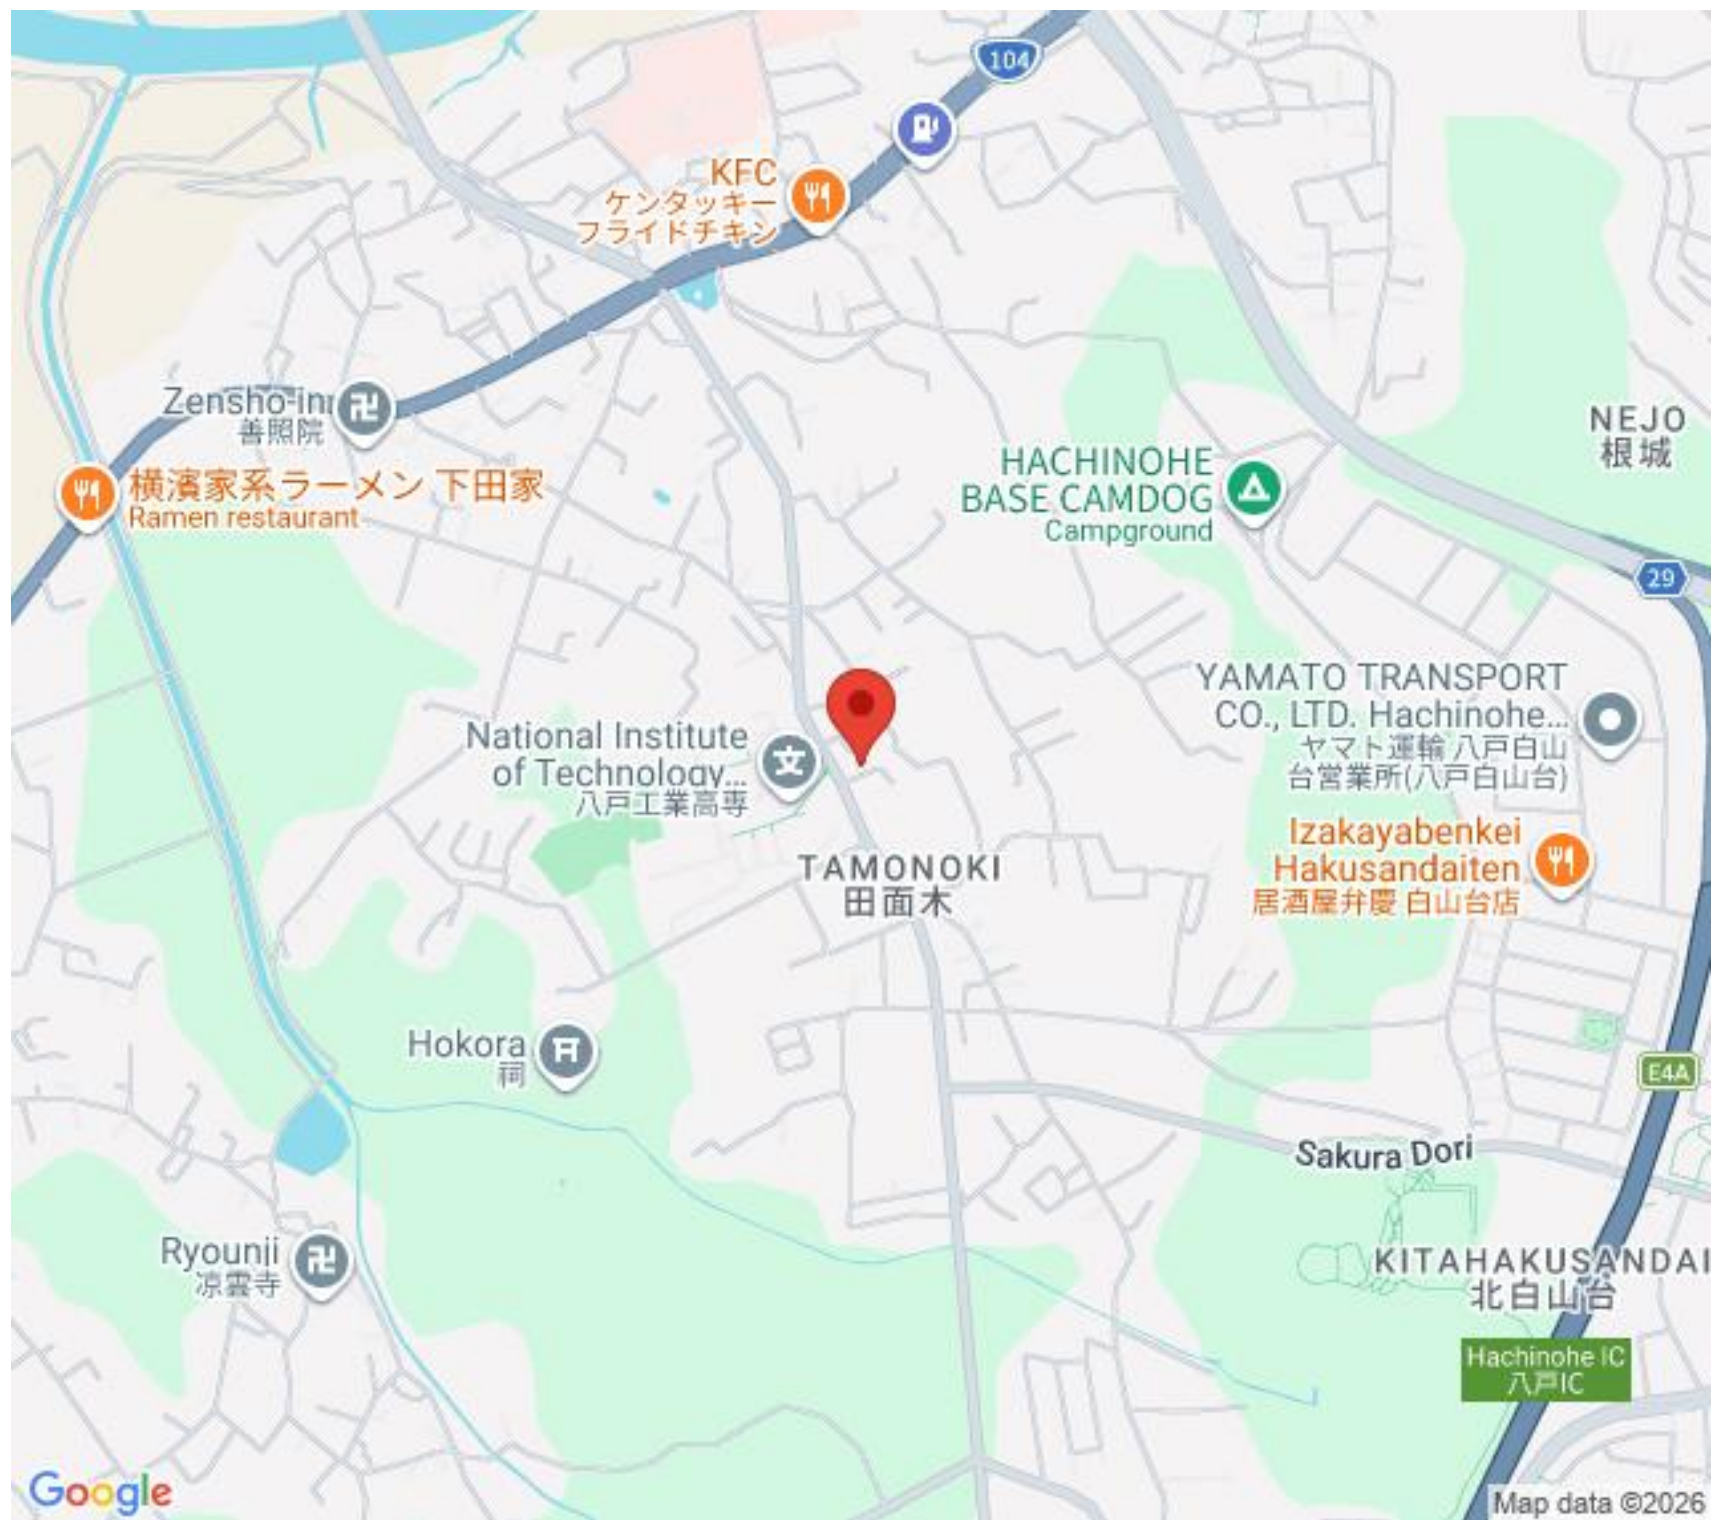 104
KFC
ケンタッキー
フライドチキン
Zensho-in
善照院
横濱家系ラーメン 下田家
Ramen restaurant
HACHINOHE
BASE CAMDOG
Campground
NEJO
根城
29
YAMATO TRANSPORT
CO., LTD. Hachinohe...
ヤマト運輸 八戸白山
台営業所(八戸白山台)
National Institute
of Technology...
八戸工業高専
文
Izakayabenkei
Hakusandaiten
居酒屋弁慶 白山台店
TAMONOKI
田面木
Hokora
祠
E4A
Sakura Dori
Ryounji
凉雲寺
KITAHAKUSANDAI
北白山台
Hachinohe IC
八戸IC
Google
Map data ©2026